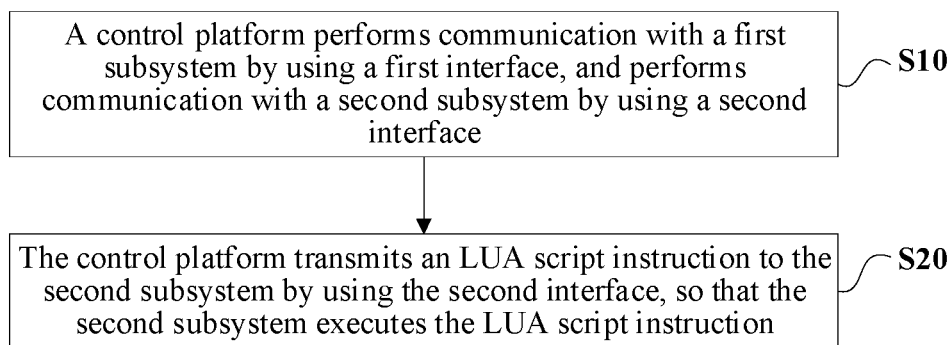 A control platform performs communication with a first
subsystem by using a first interface, and performs
communication with a second subsystem by using a second
interface
S10
The control platform transmits an LUA script instruction to the
second subsystem by using the second interface, so that the
second subsystem executes the LUA script instruction
S20